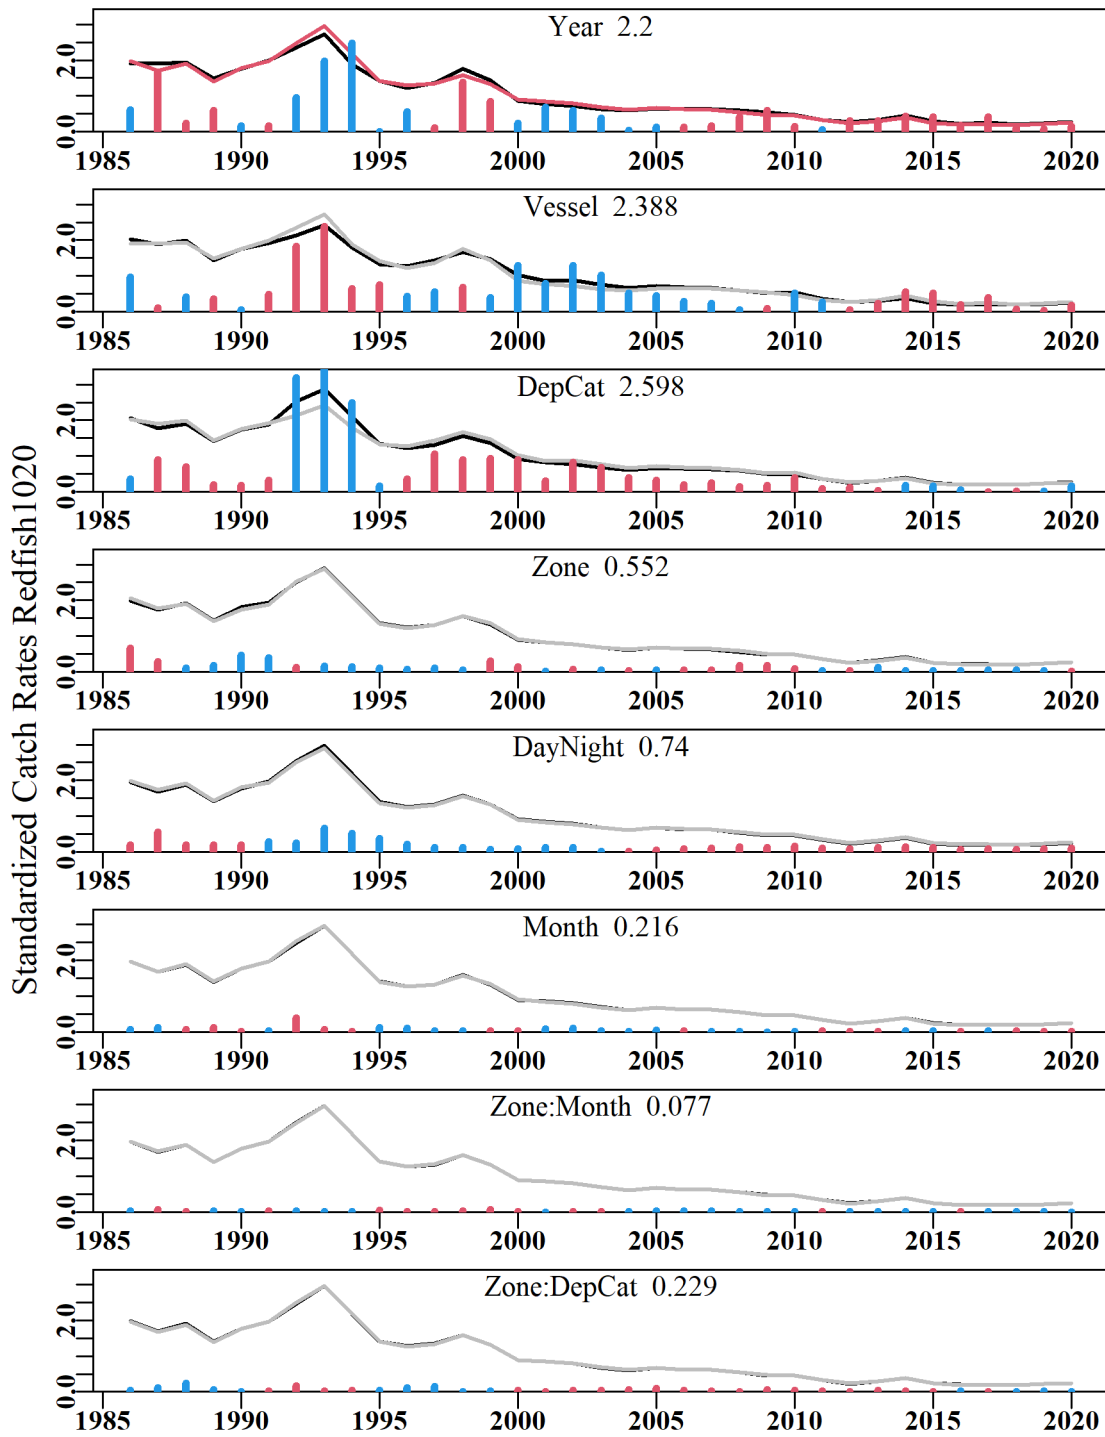 Standardized Catch Rates Redfish1020
Year 2.2
2.0
0.0
1985 1990 1995 2000 2005 2010 2015 2020
Vessel 2.388
2.0
0.0
1985 1990 1995 2000 2005 2010 2015 2020
DepCat 2.598
2.0
0.0
1985 1990 1995 2000 2005 2010 2015 2020
Zone 0.552
2.0
0.0
1985 1990 1995 2000 2005 2010 2015 2020
DayNight 0.74
2.0
0.0
1985 1990 1995 2000 2005 2010 2015 2020
Month 0.216
2.0
0.0
1985 1990 1995 2000 2005 2010 2015 2020
Zone:Month 0.077
2.0
0.0
1985 1990 1995 2000 2005 2010 2015 2020
Zone:DepCat 0.229
2.0
0.0
1985 1990 1995 2000 2005 2010 2015 2020